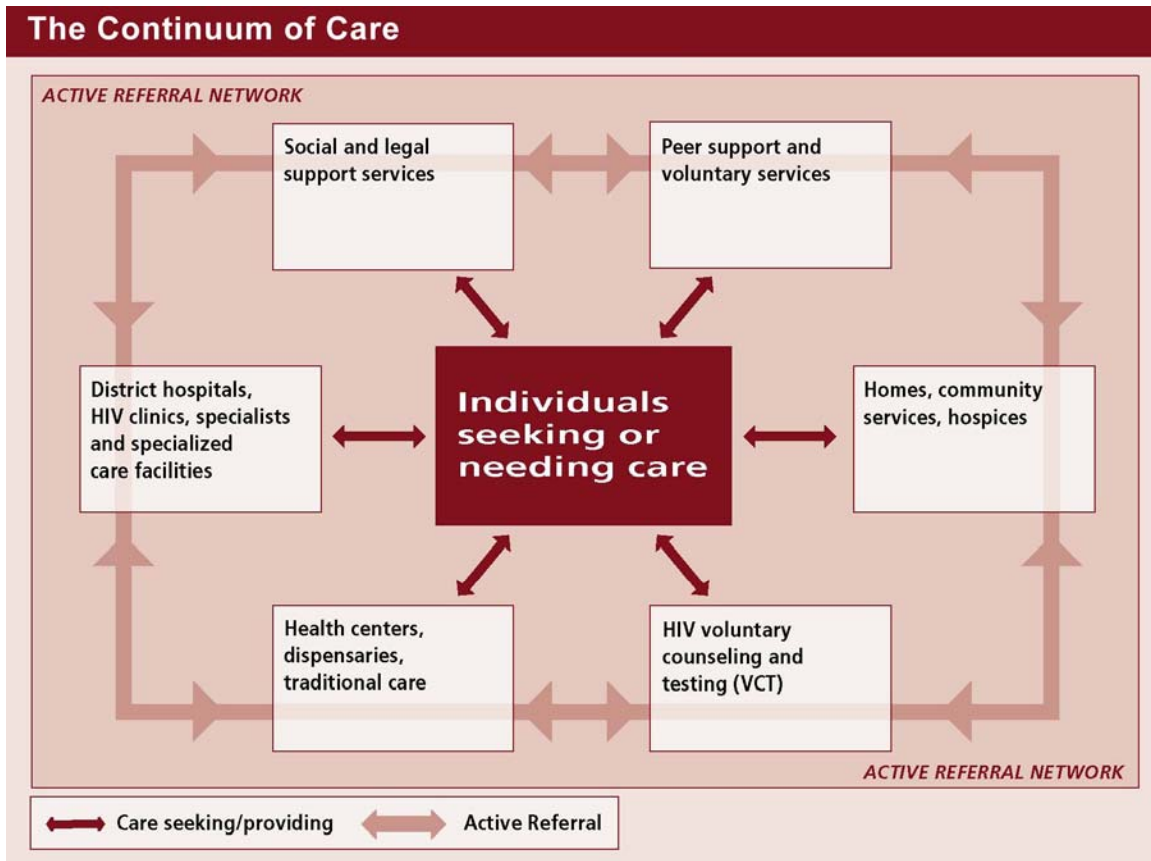 The Continuum of Care
ACTIVE REFERRAL NETWORK
Social and legal
support services
Peer support and
voluntary services
District hospitals,
HIV clinics, specialists
and specialized
care facilities
Individuals
seeking or
needing care
Homes, community
services, hospices
Health centers,
dispensaries,
traditional care
HIV voluntary
counseling and
testing (VCT)
ACTIVE REFERRAL NETWORK
Care seeking/providing
Active Referral